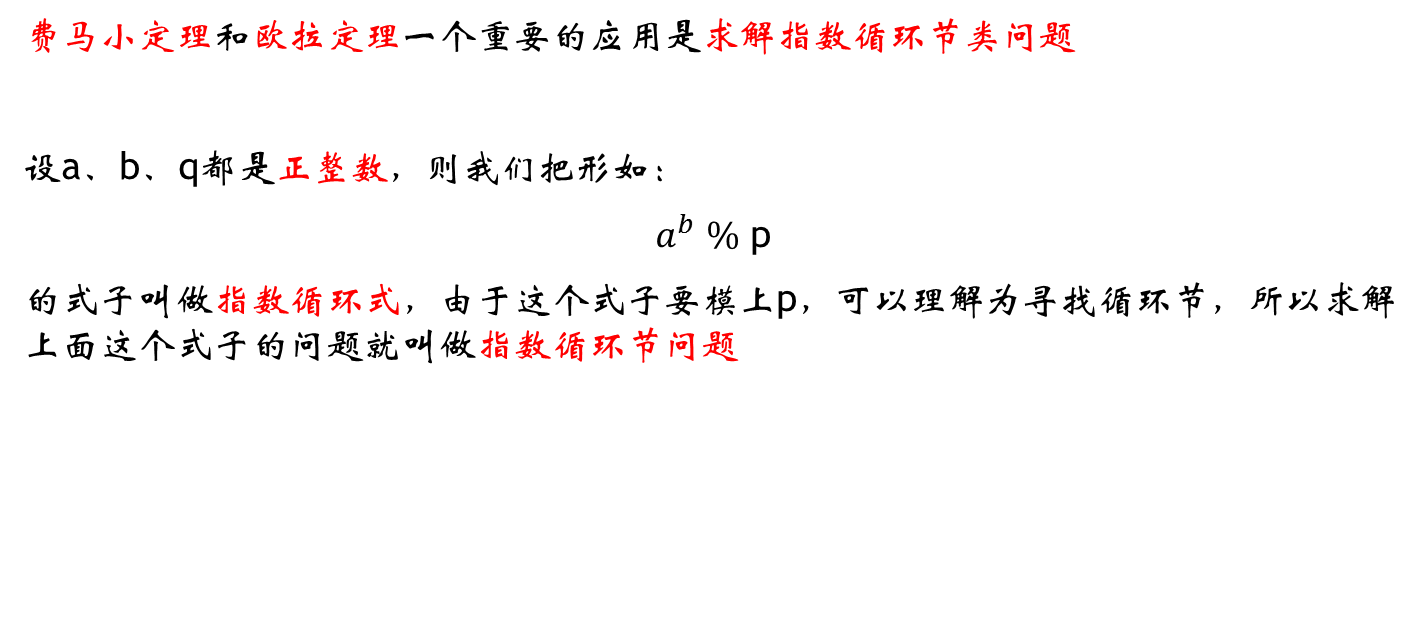 费马小定理和欧拉定理一个重要的应用是求解指数循环节类问题
设a、b、q都是正整数，则我们把形如：
$a^b$ % p
的式子叫做指数循环式，由于这个式子要模上p，可以理解为寻找循环节，所以求解
上面这个式子的问题就叫做指数循环节问题